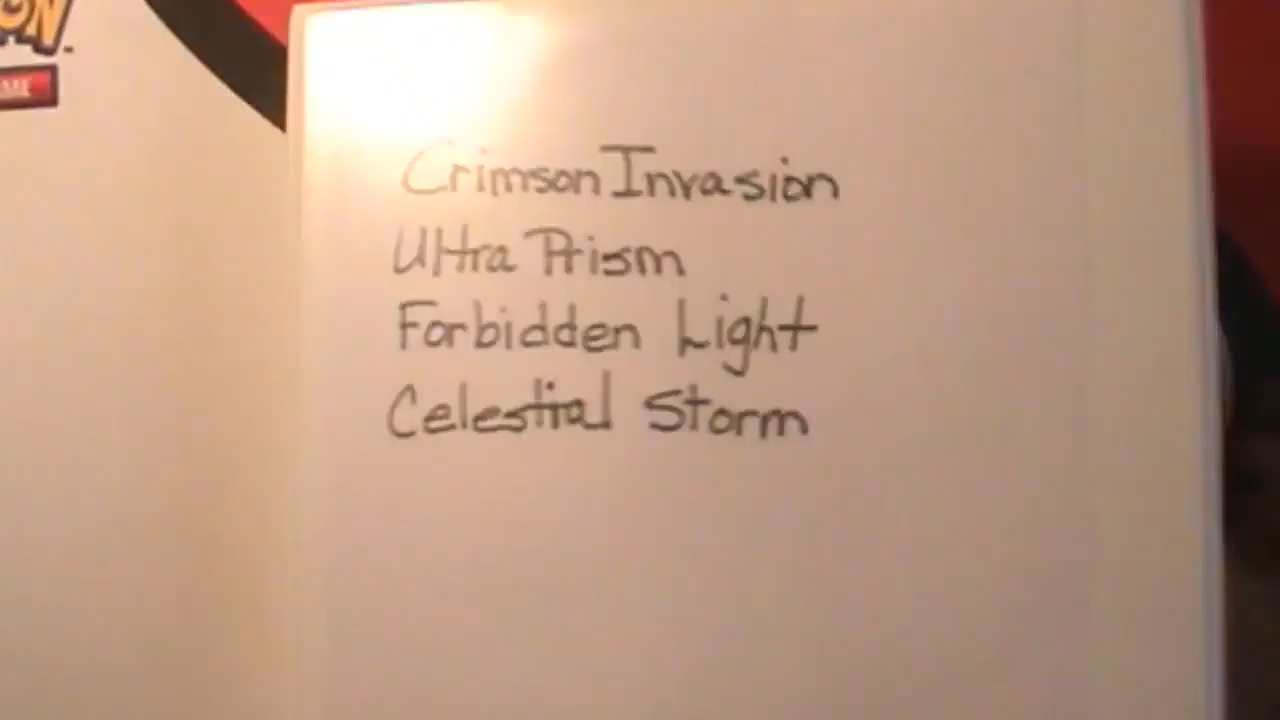 Crimson Invasion
Ultra Prism
Forbidden Light
Celestial Storm